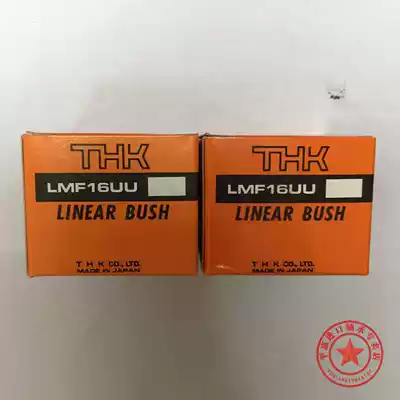 THK
LMF16UU
LINEAR BUSH
T H K CO., LTD.
MADE IN JAPAN
THK
LMF16UU
LINEAR BUSH
T H K CO., LTD.
MADE IN JAPAN